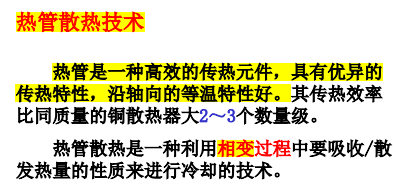 热管散热技术
热管是一种高效的传热元件，具有优异的
传热特性，沿轴向的等温特性好。其传热效率
比同质量的铜散热器大2～3个数量级。
热管散热是一种利用相变过程中要吸收/散
发热量的性质来进行冷却的技术。